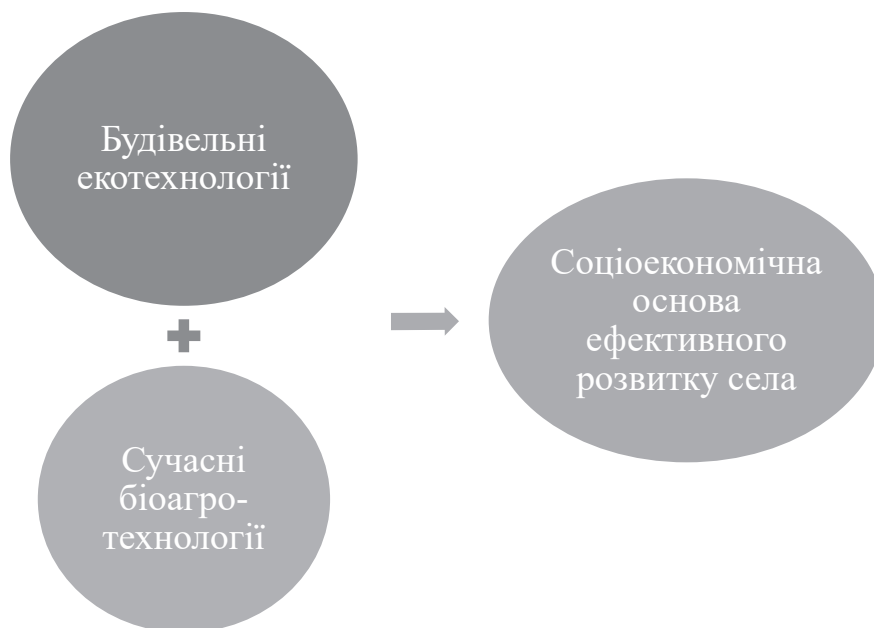 Будівельні
екотехнології
Сучасні
біоагро-
технології
Соціоекономічна
основа
ефективного
розвитку села